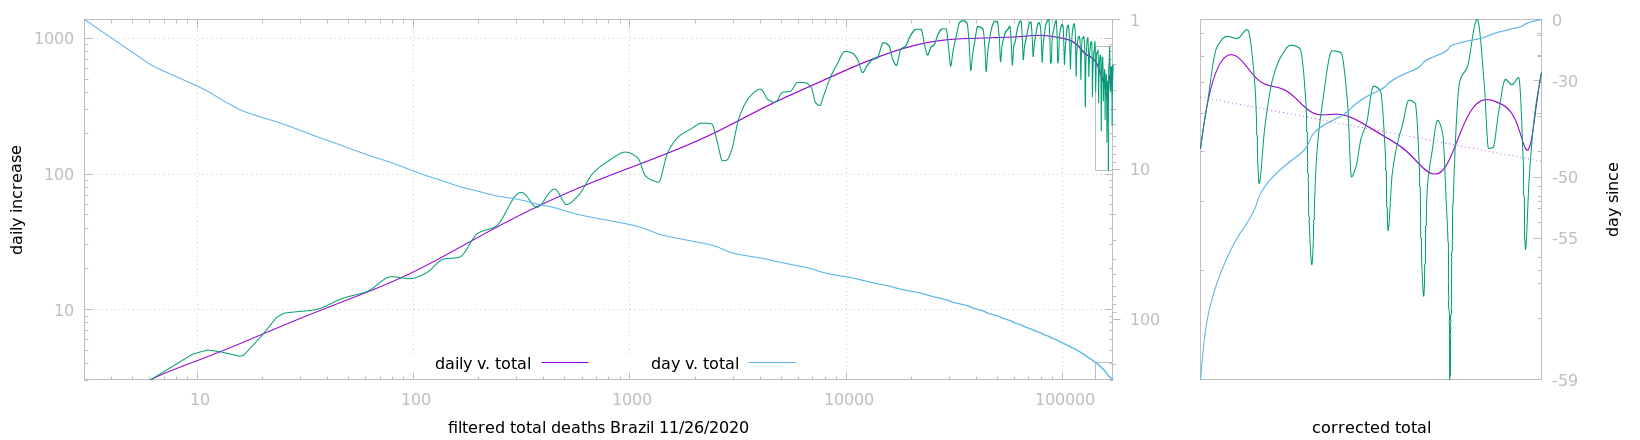 1000
100
10
daily increase
1
10
100
daily v. total
day v. total
10
100
1000
10000
100000
filtered total deaths Brazil 11/26/2020
0
-30
-50
-55
-59
day since
corrected total